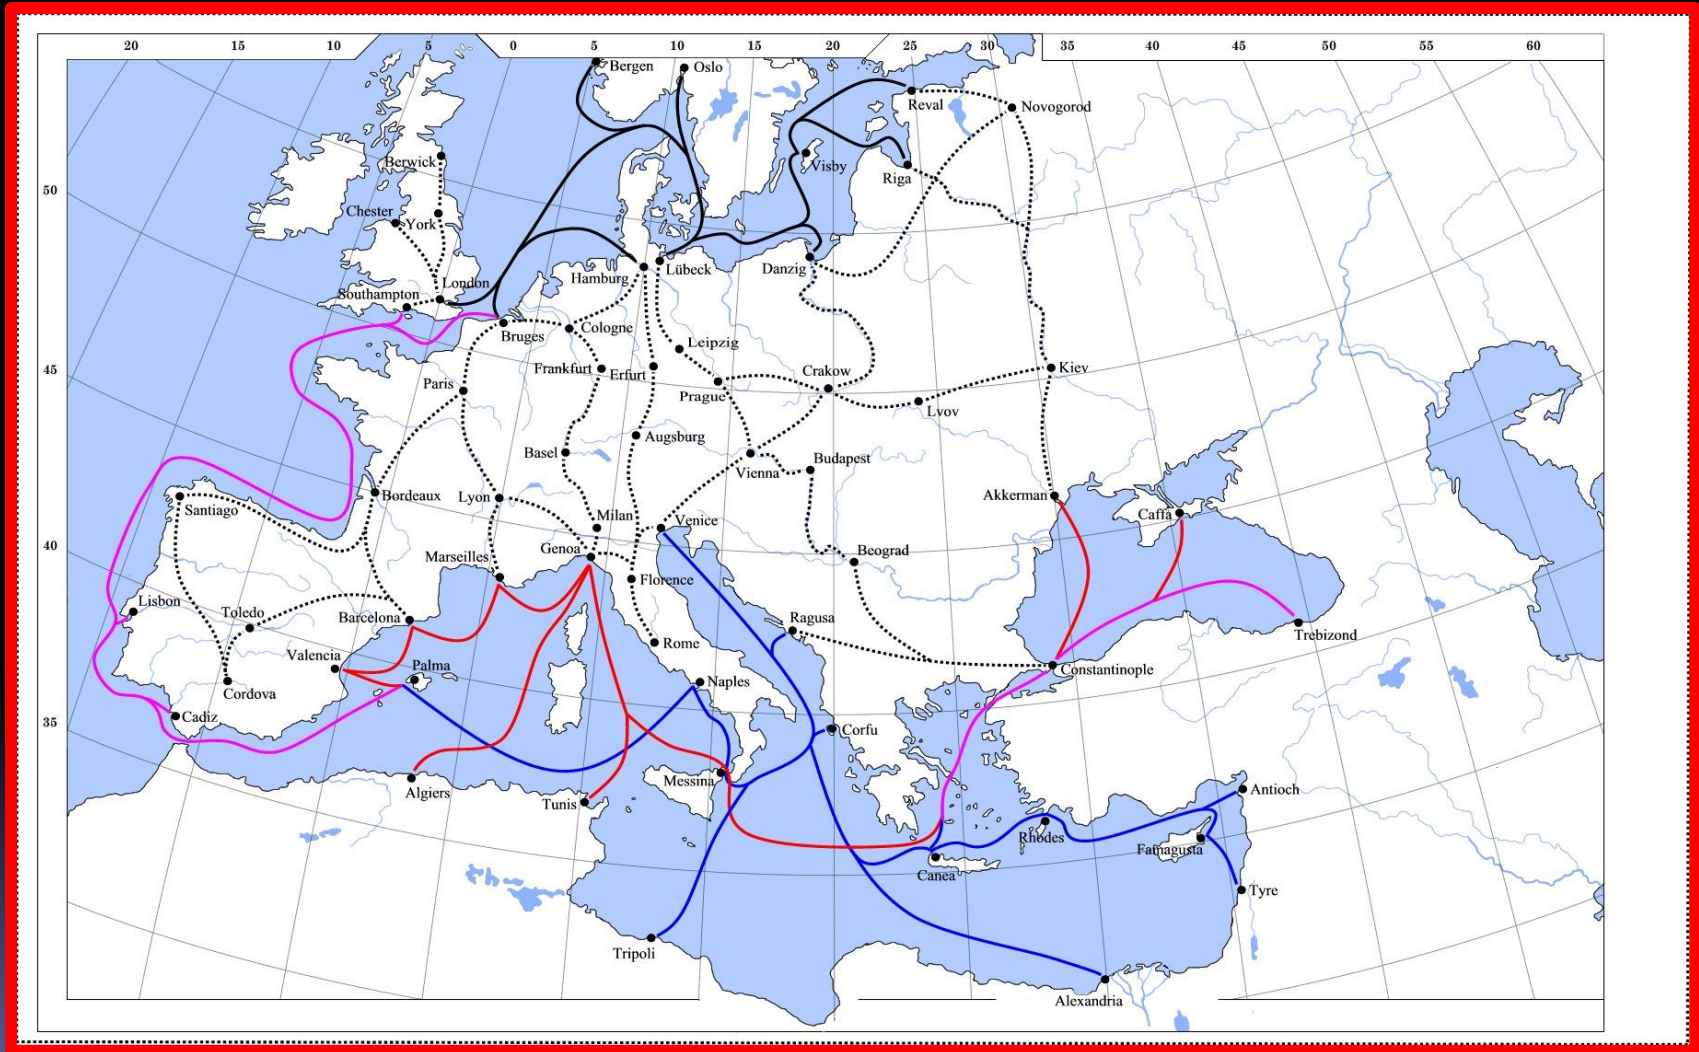 20 15 10 5 0 5 10 15 20 25 30 35 40 45 50 55 60
Bergen
Oslo
Reval
Novogorod
Berwick
Visby
Riga
50
Chester
York
Danzig
Hamburg
Lübeck
London
Southampton
Bruges
Cologne
Leipzig
45
Frankfurt
Erfurt
Crakow
Kiev
Paris
Prague
Lvov
Augsburg
Basel
Vienna
Budapest
Santiago
Bordeaux
Lyon
Akkerman
Caffa
Milan
Venice
40
Genoa
Marseilles
Beograd
Florence
Lisbon
Toledo
Barcelona
Ragusa
Trebizond
Rome
Valencia
Palma
Constantinople
Cordova
Naples
35
Cadiz
Corfu
Messina
Algiers
Tunis
Antioch
Rhodes
Famagusta
Canea
Tyre
Tripoli
Alexandria